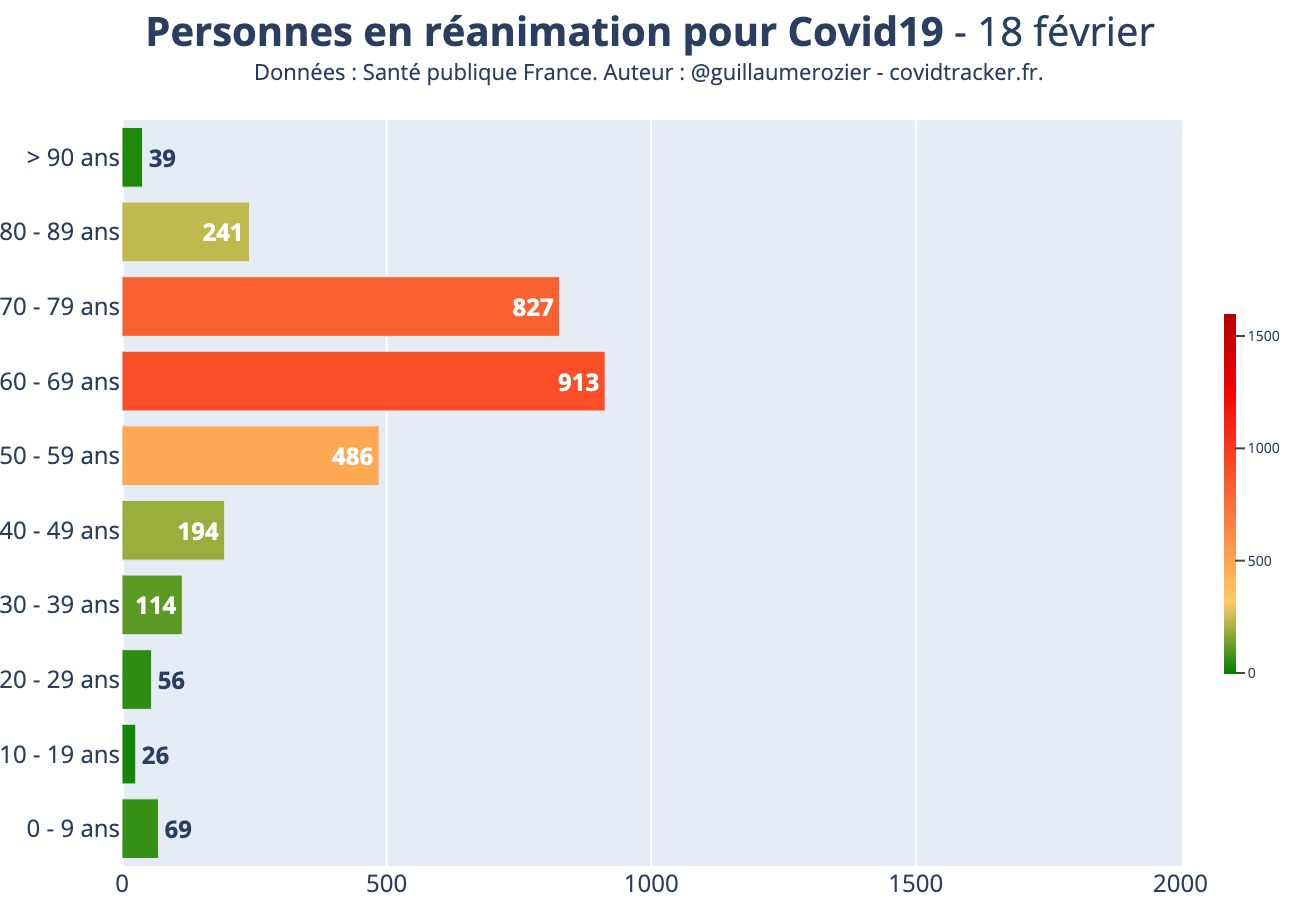 Personnes en réanimation pour Covid19 - 18 février
Données : Santé publique France. Auteur : @guillaumerozier - covidtracker.fr.
> 90 ans 39
80 - 89 ans 241
70 - 79 ans 827
60 - 69 ans 913
50 - 59 ans 486
40 - 49 ans 194
30 - 39 ans 114
20 - 29 ans 56
10 - 19 ans 26
0 - 9 ans 69
0 500 1000 1500 2000
1500
1000
500
0